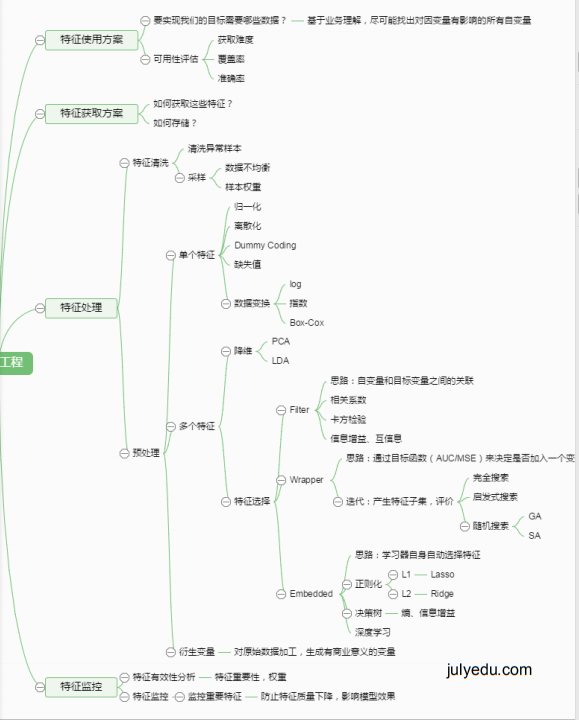 要实现我们的目标需要哪些数据？ 基于业务理解，尽可能找出对因变量有影响的所有自变量
特征使用方案
获取难度
可用性评估
覆盖率
准确率
特征获取方案
如何获取这些特征？
如何存储？
清洗异常样本
特征清洗
数据不均衡
采样
样本权重
归一化
离散化
Dummy Coding
单个特征
缺失值
log
特征处理
数据变换
指数
Box-Cox
PCA
降维
LDA
工程
思路：自变量和目标变量之间的关联
相关系数
Filter
卡方检验
多个特征
信息增益、互信息
预处理
思路：通过目标函数（AUC/MSE）来决定是否加入一个变
Wrapper
完全搜索
特征选择
迭代：产生特征子集，评价
启发式搜索
GA
随机搜索
SA
思路：学习器自身自动选择特征
L1 Lasso
正则化
Embedded
L2 Ridge
决策树 熵、信息增益
深度学习
衍生变量 对原始数据加工，生成有商业意义的变量
julyedu.com
特征有效性分析 特征重要性，权重
特征监控
特征监控 监控重要特征 防止特征质量下降，影响模型效果